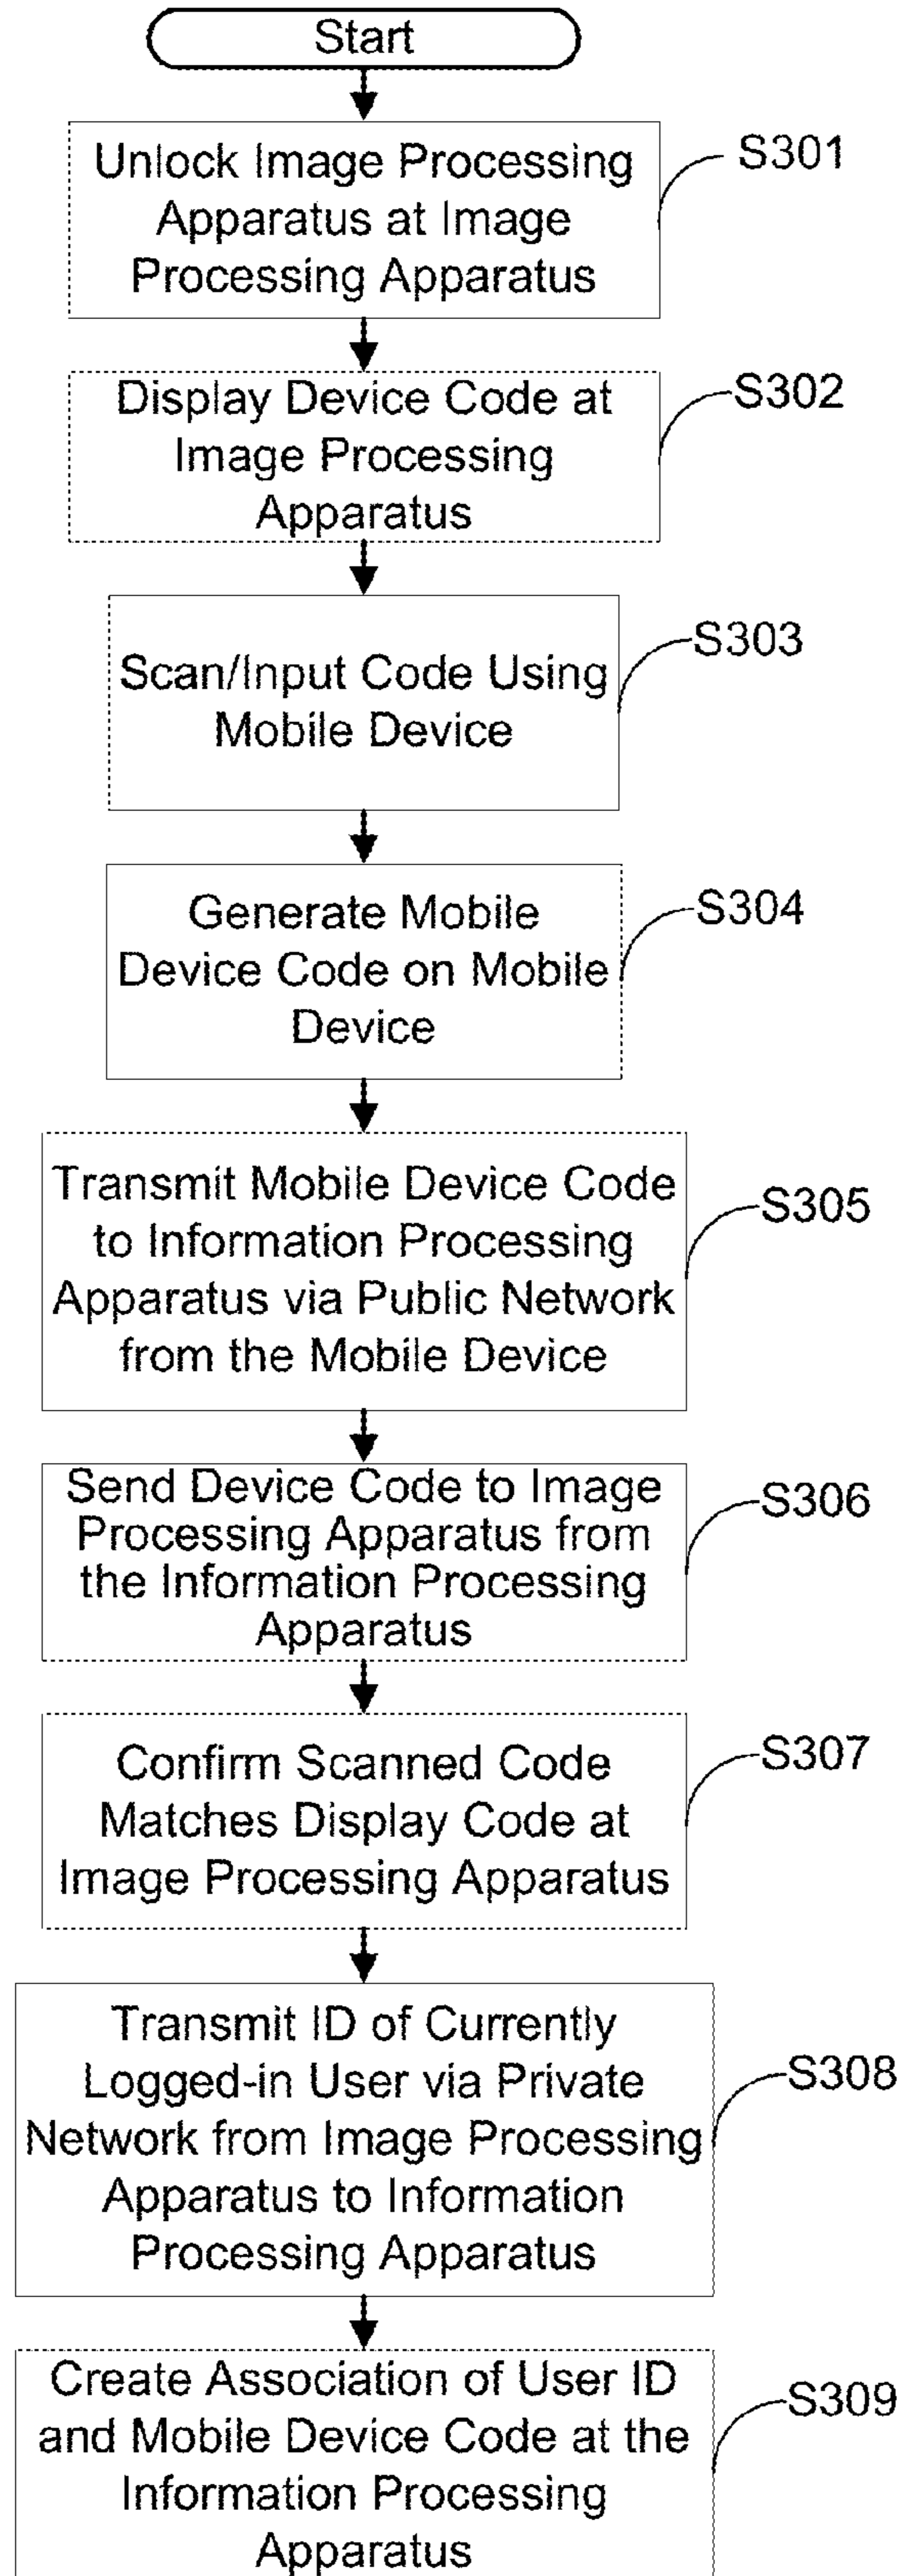 Start
Unlock Image Processing
Apparatus at Image
Processing Apparatus
S301
Display Device Code at
Image Processing
Apparatus
S302
Scan/Input Code Using
Mobile Device
S303
Generate Mobile
Device Code on Mobile
Device
S304
Transmit Mobile Device Code
to Information Processing
Apparatus via Public Network
from the Mobile Device
S305
Send Device Code to Image
Processing Apparatus from
the Information Processing
Apparatus
S306
Confirm Scanned Code
Matches Display Code at
Image Processing Apparatus
S307
Transmit ID of Currently
Logged-in User via Private
Network from Image Processing
Apparatus to Information
Processing Apparatus
S308
Create Association of User ID
and Mobile Device Code at the
Information Processing
Apparatus
S309